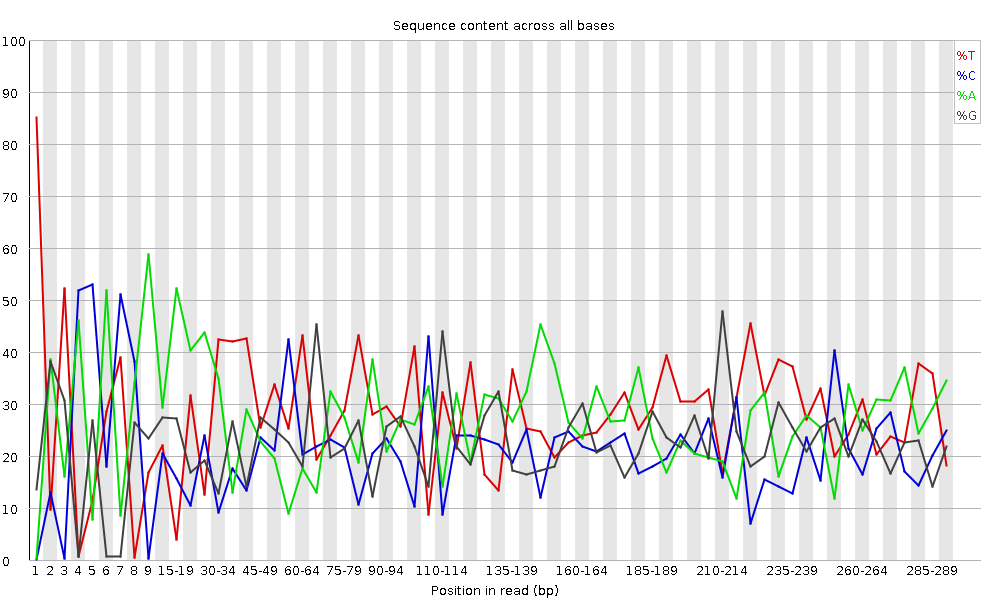 Sequence content across all bases
100
90
80
70
60
50
40
30
20
10
0
%T
%C
%A
%G
1 2 3 4 5 6 7 8 9 15-19 30-34 45-49 60-64 75-79 90-94 110-114 135-139 160-164 185-189 210-214 235-239 260-264 285-289
Position in read (bp)